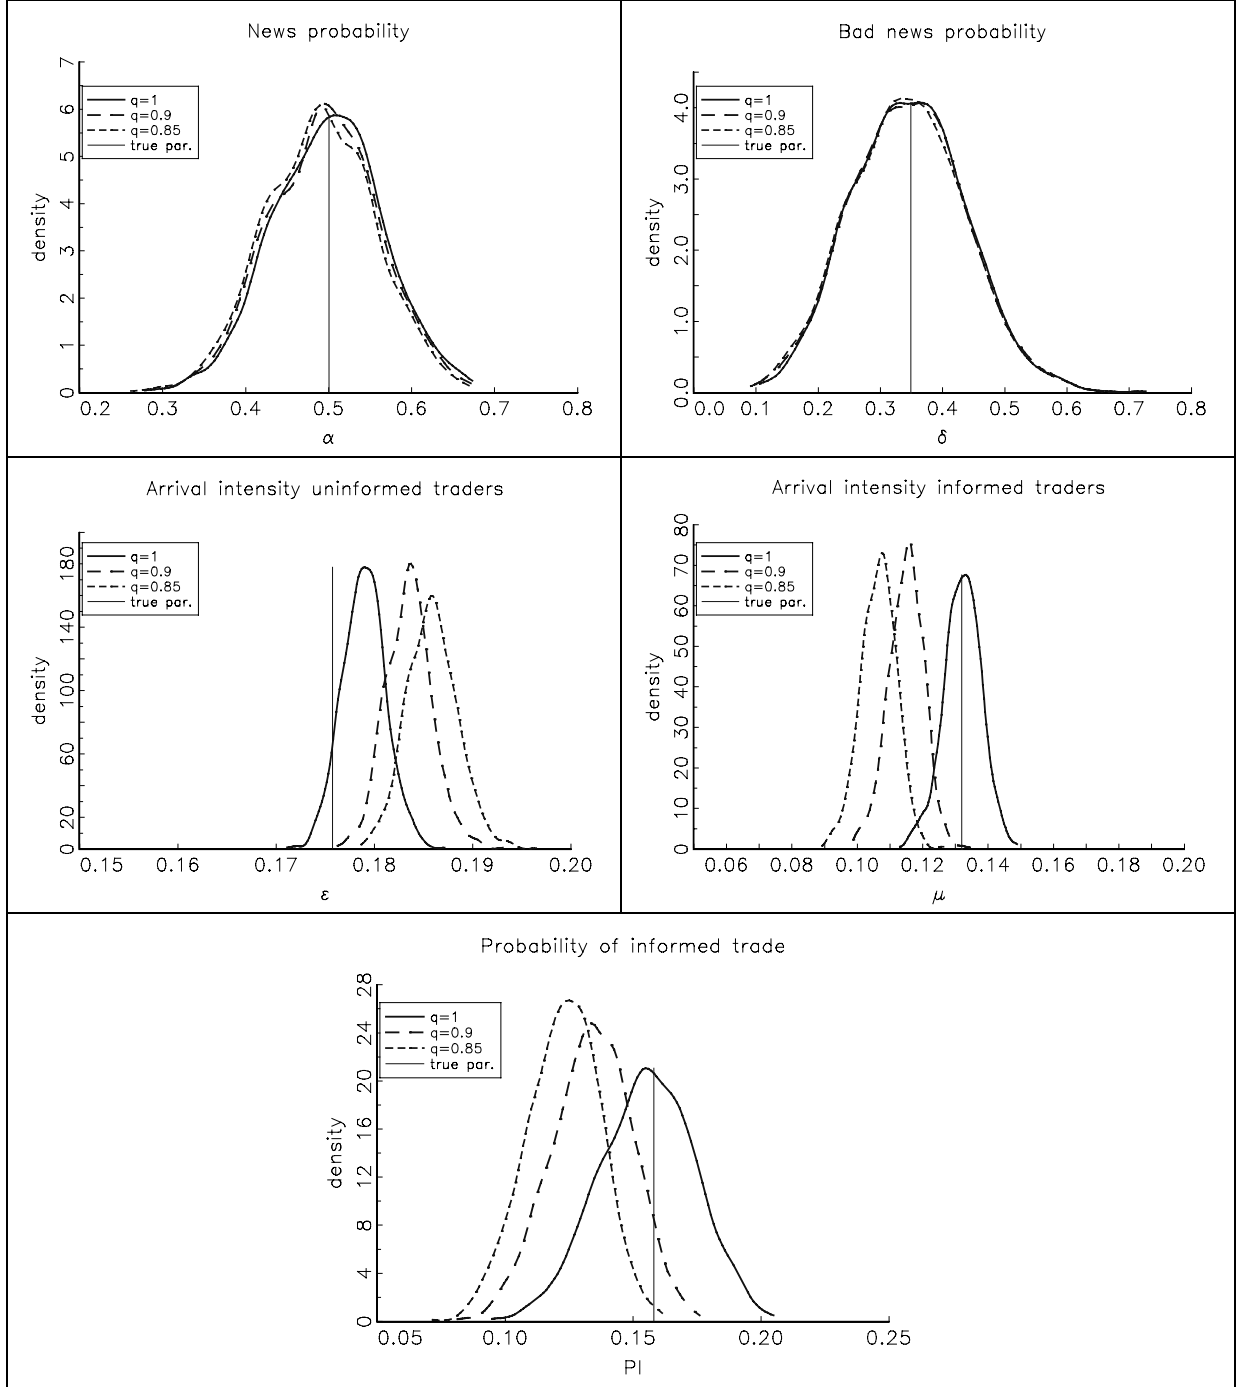 News probability
7
6
5
4
3
2
1
0
density
q=1
q=0.9
q=0.85
true par.
0.2 0.3 0.4 0.5 0.6 0.7 0.8
α
Bad news probability
4.0
3.0
2.0
1.0
0.0
density
q=1
q=0.9
q=0.85
true par.
0.0 0.1 0.2 0.3 0.4 0.5 0.6 0.7 0.8
δ
Arrival intensity uninformed traders
180
140
100
60
20
0
density
q=1
q=0.9
q=0.85
true par.
0.15 0.16 0.17 0.18 0.19 0.20
ε
Arrival intensity informed traders
80
70
60
50
40
30
20
10
0
density
q=1
q=0.9
q=0.85
true par.
0.06 0.08 0.10 0.12 0.14 0.16 0.18 0.20
μ
Probability of informed trade
28
24
20
16
12
8
4
0
density
q=1
q=0.9
q=0.85
true par.
0.05 0.10 0.15 0.20 0.25
PI